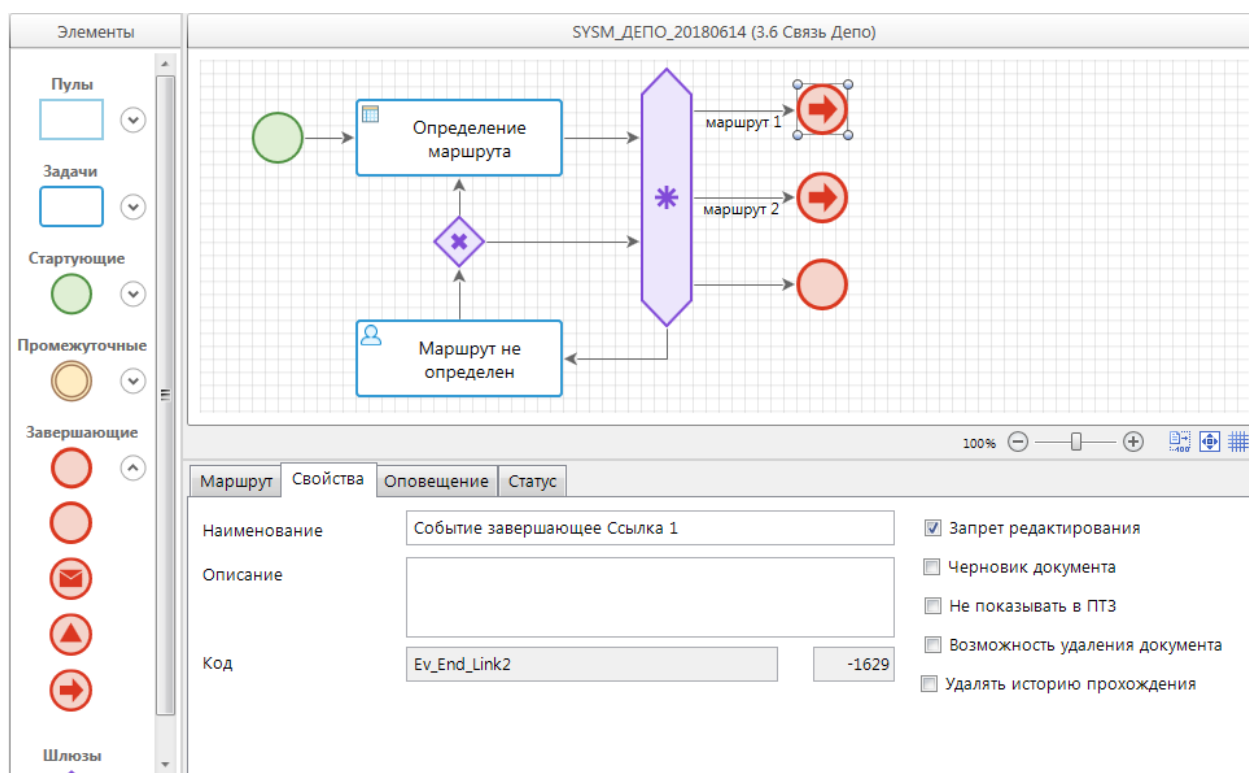 Элементы
Пулы
Задачи
Стартующие
Промежуточные
Завершающие
Шлюзы
SYSM_ДЕПО_20180614 (3.6 Связь Депо)
Определение
маршрута
маршрут 1
маршрут 2
Маршрут не
определен
100%
Маршрут
Свойства
Оповещение
Статус
Наименование
Событие завершающее Ссылка 1
Описание
Код
Ev_End_Link2
-1629
Запрет редактирования
Черновик документа
Не показывать в ПТЗ
Возможность удаления документа
Удалять историю прохождения